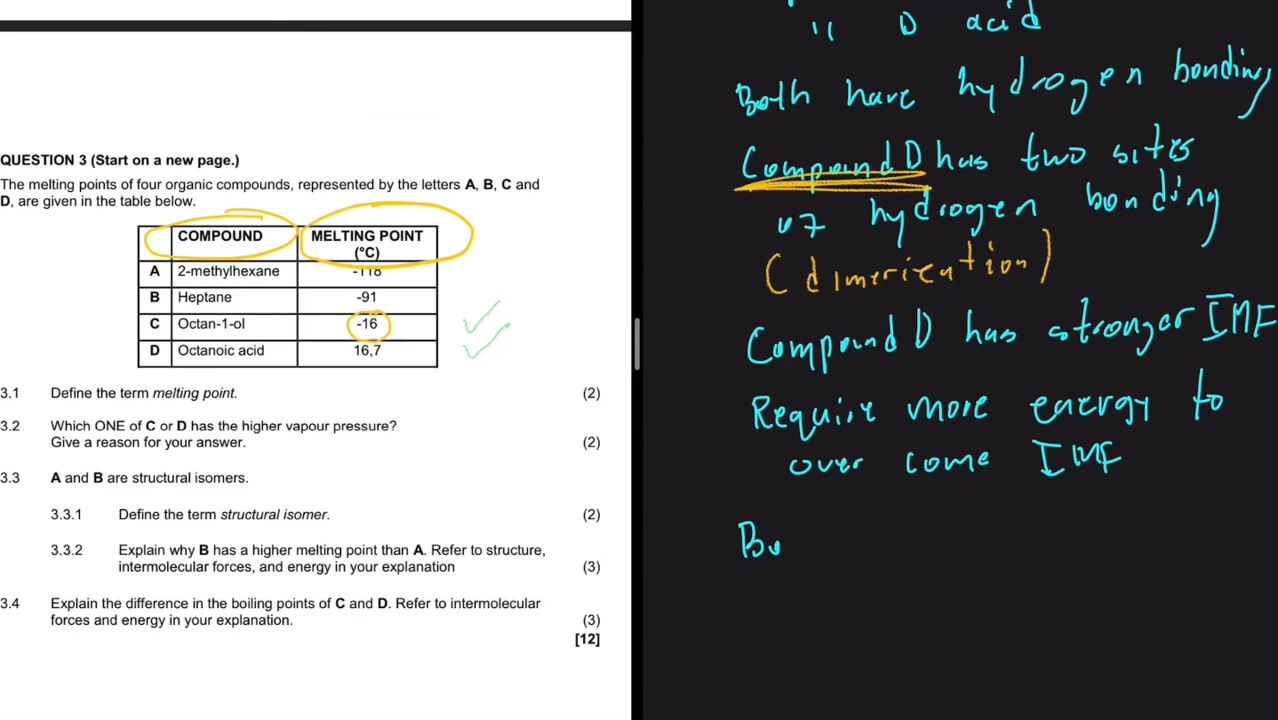 QUESTION 3 (Start on a new page.)
The melting points of four organic compounds, represented by the letters A, B, C and
D, are given in the table below.
COMPOUND MELTING POINT
(°C)
A 2-methylhexane -118
B Heptane -91
C Octan-1-ol -16
D Octanoic acid 16,7
3.1 Define the term melting point. (2)
3.2 Which ONE of C or D has the higher vapour pressure?
Give a reason for your answer. (2)
3.3 A and B are structural isomers.
3.3.1 Define the term structural isomer. (2)
3.3.2 Explain why B has a higher melting point than A. Refer to structure,
intermolecular forces, and energy in your explanation (3)
3.4 Explain the difference in the boiling points of C and D. Refer to intermolecular
forces and energy in your explanation. (3)
[12]
" D acid
Both have hydrogen bonding
Compound D has two sites
of hydrogen bonding
(dimerication)
Compound D has stronger IMF
Require more energy to
over come IMF
Bo